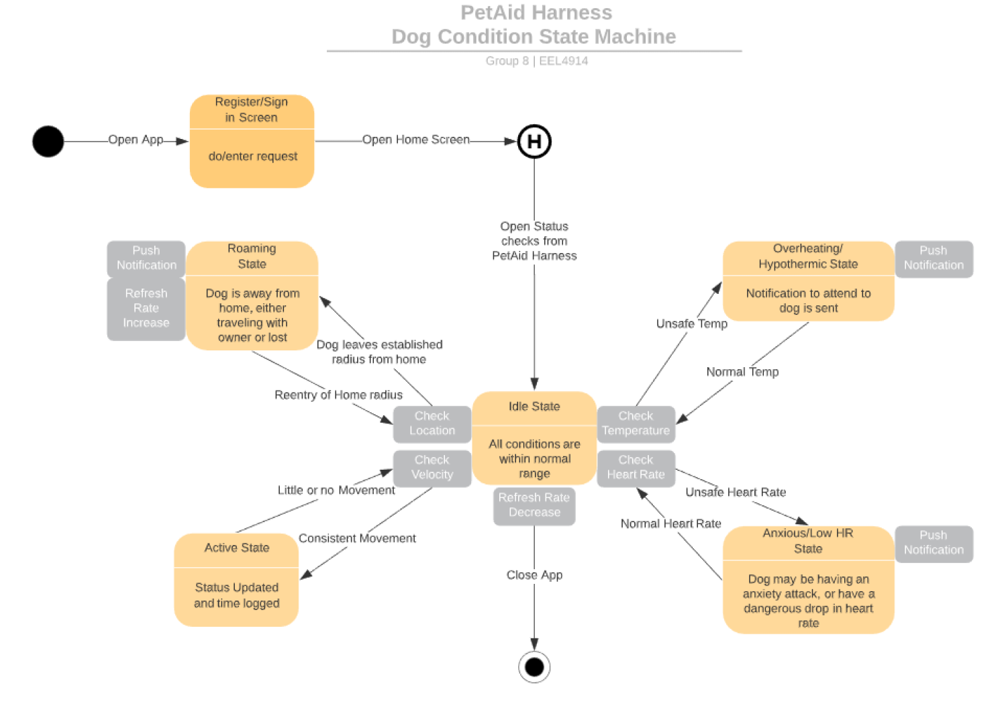 PetAid Harness
Dog Condition State Machine
Group 8 | EEL4914
Register/Sign
in Screen
do/enter request
Open App
Open Home Screen
H
Open Status
checks from
PetAid Harness
Push
Notification
Refresh
Rate
Increase
Roaming
State
Dog is away from
home, either
traveling with
owner or lost
Overheating/
Hypothermic State
Notification to attend to
dog is sent
Push
Notification
Unsafe Temp
Normal Temp
Dog leaves established
radius from home
Reentry of Home radius
Check
Location
Idle State
All conditions are
within normal
range
Check
Temperature
Check
Velocity
Check
Heart Rate
Refresh Rate
Decrease
Little or no Movement
Consistent Movement
Unsafe Heart Rate
Normal Heart Rate
Active State
Status Updated
and time logged
Close App
Anxious/Low HR
State
Dog may be having an
anxiety attack, or have a
dangerous drop in heart
rate
Push
Notification